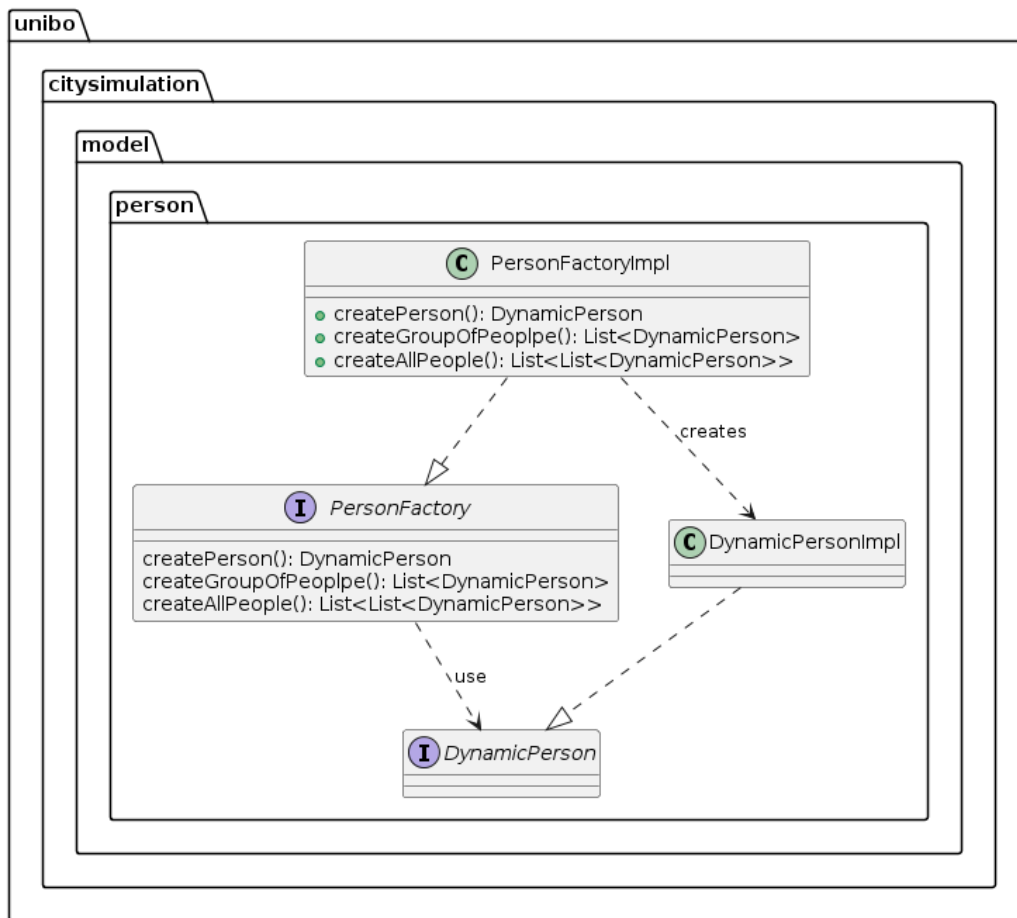 unibo
citysimulation
model
person
C PersonFactoryImpl
createPerson(): DynamicPerson
createGroupOfPeoplpe(): List<DynamicPerson>
createAllPeople(): List<List<DynamicPerson>>
creates
I PersonFactory
createPerson(): DynamicPerson
createGroupOfPeoplpe(): List<DynamicPerson>
createAllPeople(): List<List<DynamicPerson>>
C DynamicPersonImpl
use
I DynamicPerson